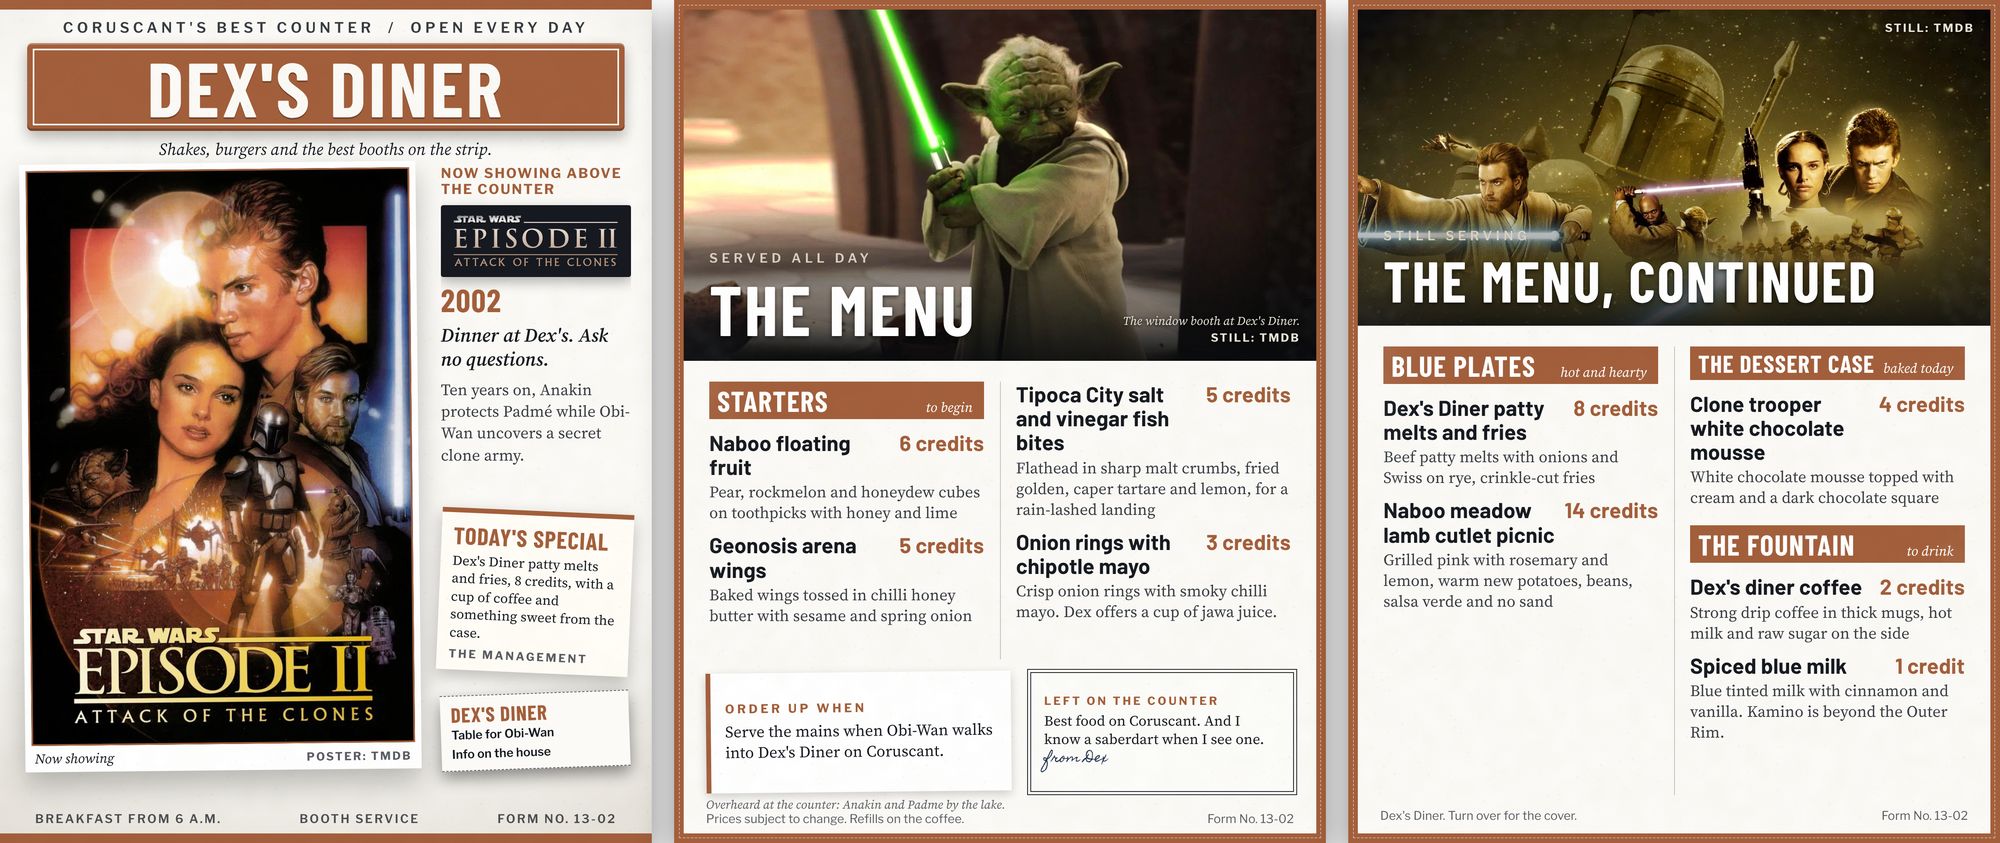 CORUSCANT'S BEST COUNTER / OPEN EVERY DAY
DEX'S DINER
Shakes, burgers and the best booths on the strip.
STAR WARS
EPISODE II
ATTACK OF THE CLONES
Now showing
POSTER: TMDB
NOW SHOWING ABOVE
THE COUNTER
STAR WARS
EPISODE II
ATTACK OF THE CLONES
2002
Dinner at Dex's. Ask
no questions.
Ten years on, Anakin
protects Padmé while Obi-
Wan uncovers a secret
clone army.
TODAY'S SPECIAL
Dex's Diner patty melts
and fries, 8 credits, with a
cup of coffee and
something sweet from the
case.
THE MANAGEMENT
DEX'S DINER
Table for Obi-Wan
Info on the house
BREAKFAST FROM 6 A.M.
BOOTH SERVICE
FORM NO. 13-02
SERVED ALL DAY
THE MENU
The window booth at Dex's Diner.
STILL: TMDB
STARTERS to begin
Naboo floating 6 credits
fruit
Pear, rockmelon and honeydew cubes
on toothpicks with honey and lime
Geonosis arena 5 credits
wings
Baked wings tossed in chilli honey
butter with sesame and spring onion
Tipoca City salt 5 credits
and vinegar fish
bites
Flathead in sharp malt crumbs, fried
golden, caper tartare and lemon, for a
rain-lashed landing
Onion rings with 3 credits
chipotle mayo
Crisp onion rings with smoky chilli
mayo. Dex offers a cup of jawa juice.
ORDER UP WHEN
Serve the mains when Obi-Wan walks
into Dex's Diner on Coruscant.
LEFT ON THE COUNTER
Best food on Coruscant. And I
know a saberdart when I see one.
from Dex
Overheard at the counter: Anakin and Padme by the lake.
Prices subject to change. Refills on the coffee.
Form No. 13-02
STILL: TMDB
STILL SERVING
THE MENU, CONTINUED
BLUE PLATES hot and hearty
Dex's Diner patty 8 credits
melts and fries
Beef patty melts with onions and
Swiss on rye, crinkle-cut fries
Naboo meadow 14 credits
lamb cutlet picnic
Grilled pink with rosemary and
lemon, warm new potatoes, beans,
salsa verde and no sand
THE DESSERT CASE baked today
Clone trooper 4 credits
white chocolate
mousse
White chocolate mousse topped with
cream and a dark chocolate square
THE FOUNTAIN to drink
Dex's diner coffee 2 credits
Strong drip coffee in thick mugs, hot
milk and raw sugar on the side
Spiced blue milk 1 credit
Blue tinted milk with cinnamon and
vanilla. Kamino is beyond the Outer
Rim.
Dex's Diner. Turn over for the cover.
Form No. 13-02